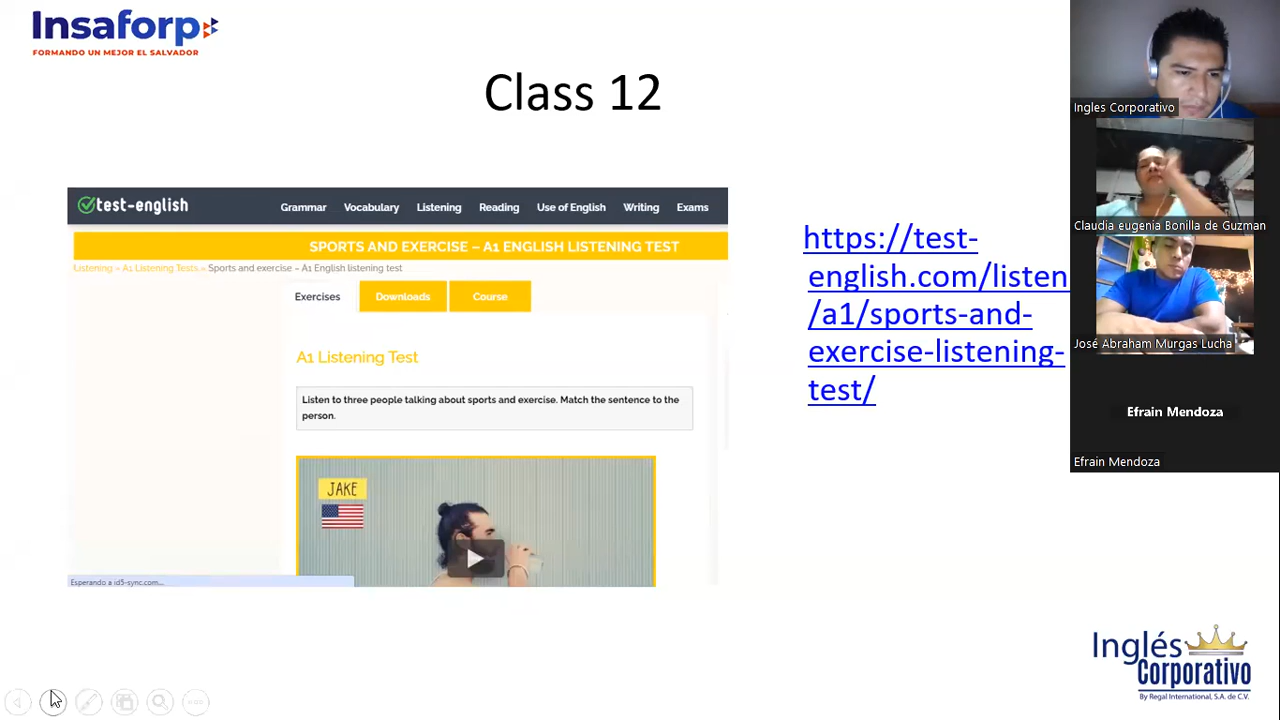 Insaforp
FORMANDO UN MEJOR EL SALVADOR
Class 12
test-english
Grammar Vocabulary Listening Reading Use of English Writing Exams
SPORTS AND EXERCISE – A1 ENGLISH LISTENING TEST
Listening » A1 Listening Tests » Sports and exercise – A1 English listening test
Exercises Downloads Course
A1 Listening Test
Listen to three people talking about sports and exercise. Match the sentence to the
person.
JAKE
Esperando a id5-sync.com...
https://test-
english.com/listen
/a1/sports-and-
exercise-listening-
test/
Ingles Corporativo
Claudia eugenia Bonilla de Guzman
José Abraham Murgas Lucha
Efrain Mendoza
Efrain Mendoza
Inglés
Corporativo
By Regal International, S.A. de C.V.